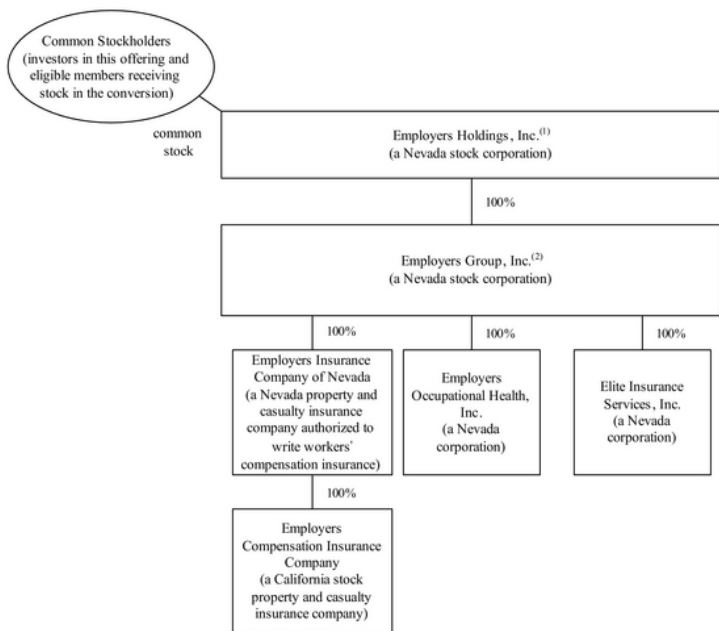 Common Stockholders
(investors in this offering and
eligible members receiving
stock in the conversion)
common
stock
Employers Holdings, Inc.(1)
(a Nevada stock corporation)
100%
Employers Group, Inc.(2)
(a Nevada stock corporation)
100%
100%
100%
Employers Insurance
Company of Nevada
(a Nevada property and
casualty insurance
company authorized to
write workers'
compensation insurance)
Employers
Occupational Health,
Inc.
(a Nevada
corporation)
Elite Insurance
Services, Inc.
(a Nevada
corporation)
100%
Employers
Compensation Insurance
Company
(a California stock
property and casualty
insurance company)